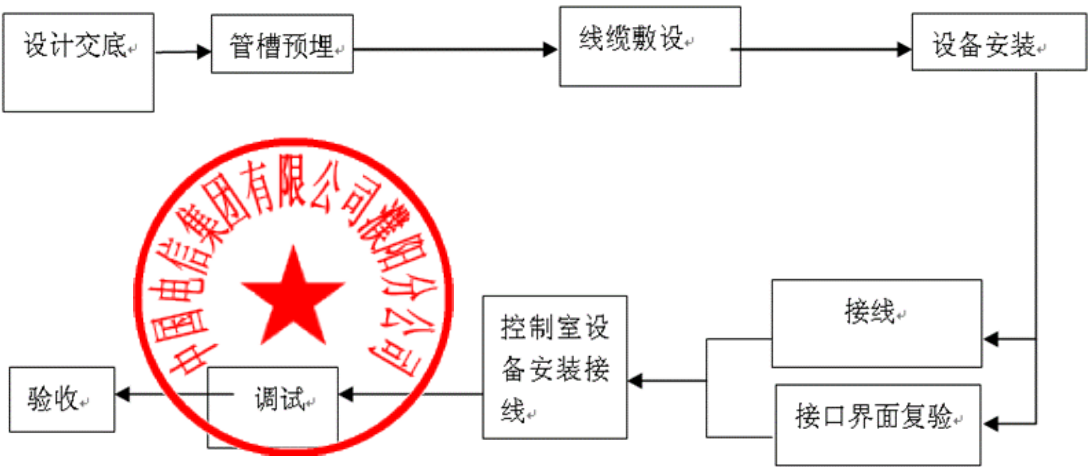 设计交底
管槽预埋
线缆敷设
设备安装
中国电信集团有限公司濮阳分公司
接线
控制室设
备安装接
线
接口界面复验
调试
验收